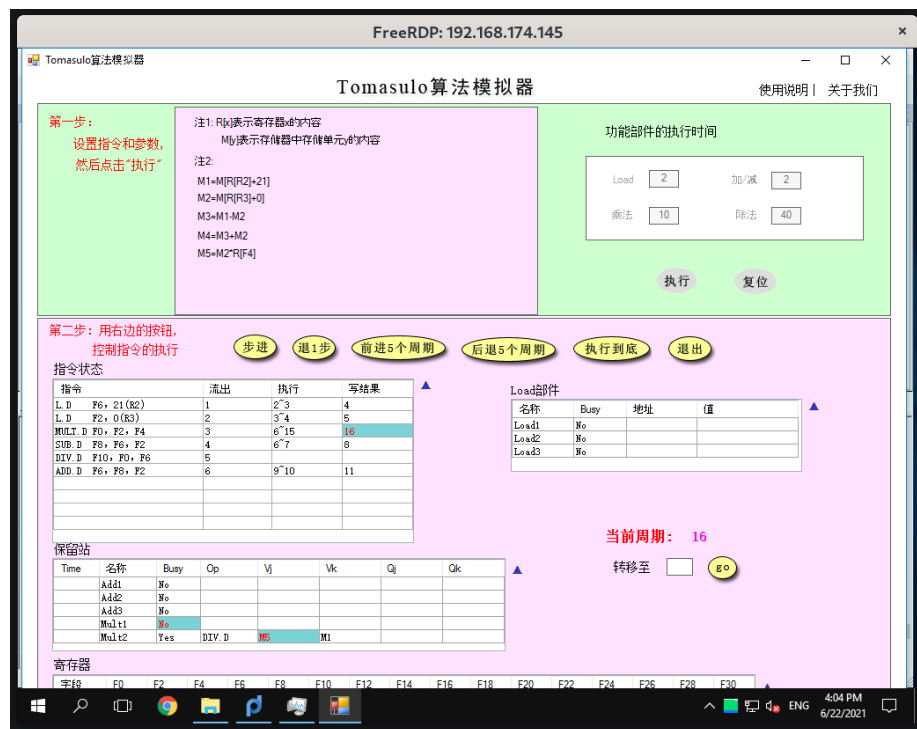 FreeRDP: 192.168.174.145
Tomasulo算法模拟器
Tomasulo算法模拟器
使用说明| 关于我们
第一步：
设置指令和参数,
然后点击"执行"
注1: R[x]表示寄存器x的内容
M[y]表示存储器中存储单元y的内容
注2:
M1=M[R[R2]+21]
M2=M[R[R3]+0]
M3=M1-M2
M4=M3+M2
M5=M2*R[F4]
功能部件的执行时间
Load 2 加/减 2
乘法 10 除法 40
执行 复位
第二步：用右边的按钮,
控制指令的执行
步进 退1步 前进5个周期 后退5个周期 执行到底 退出
指令状态
指令 流出 执行 写结果
L.D F6, 21(R2) 1 2~3 4
L.D F2, 0(R3) 2 3~4 5
MULT.D F0, F2, F4 3 6~15 16
SUB.D F8, F6, F2 4 6~7 8
DIV.D F10, F0, F6 5
ADD.D F6, F8, F2 6 9~10 11
Load部件
名称 Busy 地址 值
Load1 No
Load2 No
Load3 No
当前周期: 16
转移至 go
保留站
Time 名称 Busy Op Vj Vk Qj Qk
Add1 No
Add2 No
Add3 No
Mult1 No
Mult2 Yes DIV.D M5 M1
寄存器
字段 F0 F2 F4 F6 F8 F10 F12 F14 F16 F18 F20 F22 F24 F26 F28 F30
ENG
4:04 PM
6/22/2021